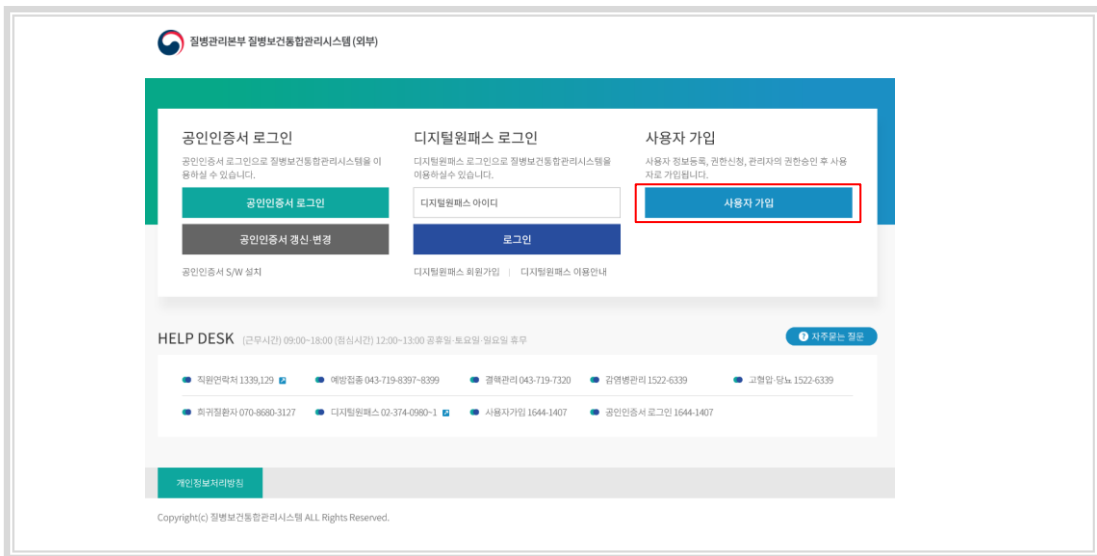 질병관리본부 질병보건통합관리시스템 (외부)
공인인증서 로그인
공인인증서 로그인으로 질병보건통합관리시스템을 이
용하실 수 있습니다.
공인인증서 로그인
공인인증서 갱신·변경
공인인증서 S/W 설치
디지털원패스 로그인
디지털원패스 로그인으로 질병보건통합관리시스템을
이용하실수 있습니다.
디지털원패스 아이디
로그인
디지털원패스 회원가입 | 디지털원패스 이용안내
사용자 가입
사용자 정보등록, 권한신청, 관리자의 권한승인 후 사용
자로 가입됩니다.
사용자 가입
HELP DESK (근무시간) 09:00~18:00 (점심시간) 12:00~13:00 공휴일·토요일·일요일 휴무
자주묻는 질문
직원연락처 1339,129 예방접종 043-719-8397~8399 결핵관리 043-719-7320 감염병관리 1522-6339 고혈압·당뇨 1522-6339
희귀질환자 070-8680-3127 디지털원패스 02-374-0980~1 사용자가입 1644-1407 공인인증서 로그인 1644-1407
개인정보처리방침
Copyright(c) 질병보건통합관리시스템 ALL Rights Reserved.